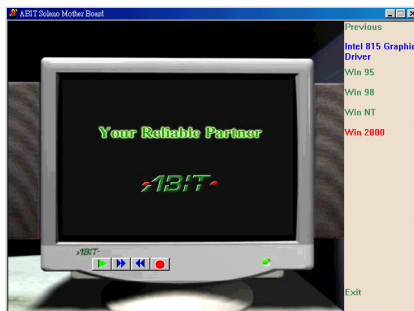 ABIT Solano Mother Board
Previous
Intel 815 Graphic
Driver
Win 95
Win 98
Win NT
Win 2000
Your Reliable Partner
ABIT
ABIT
Exit